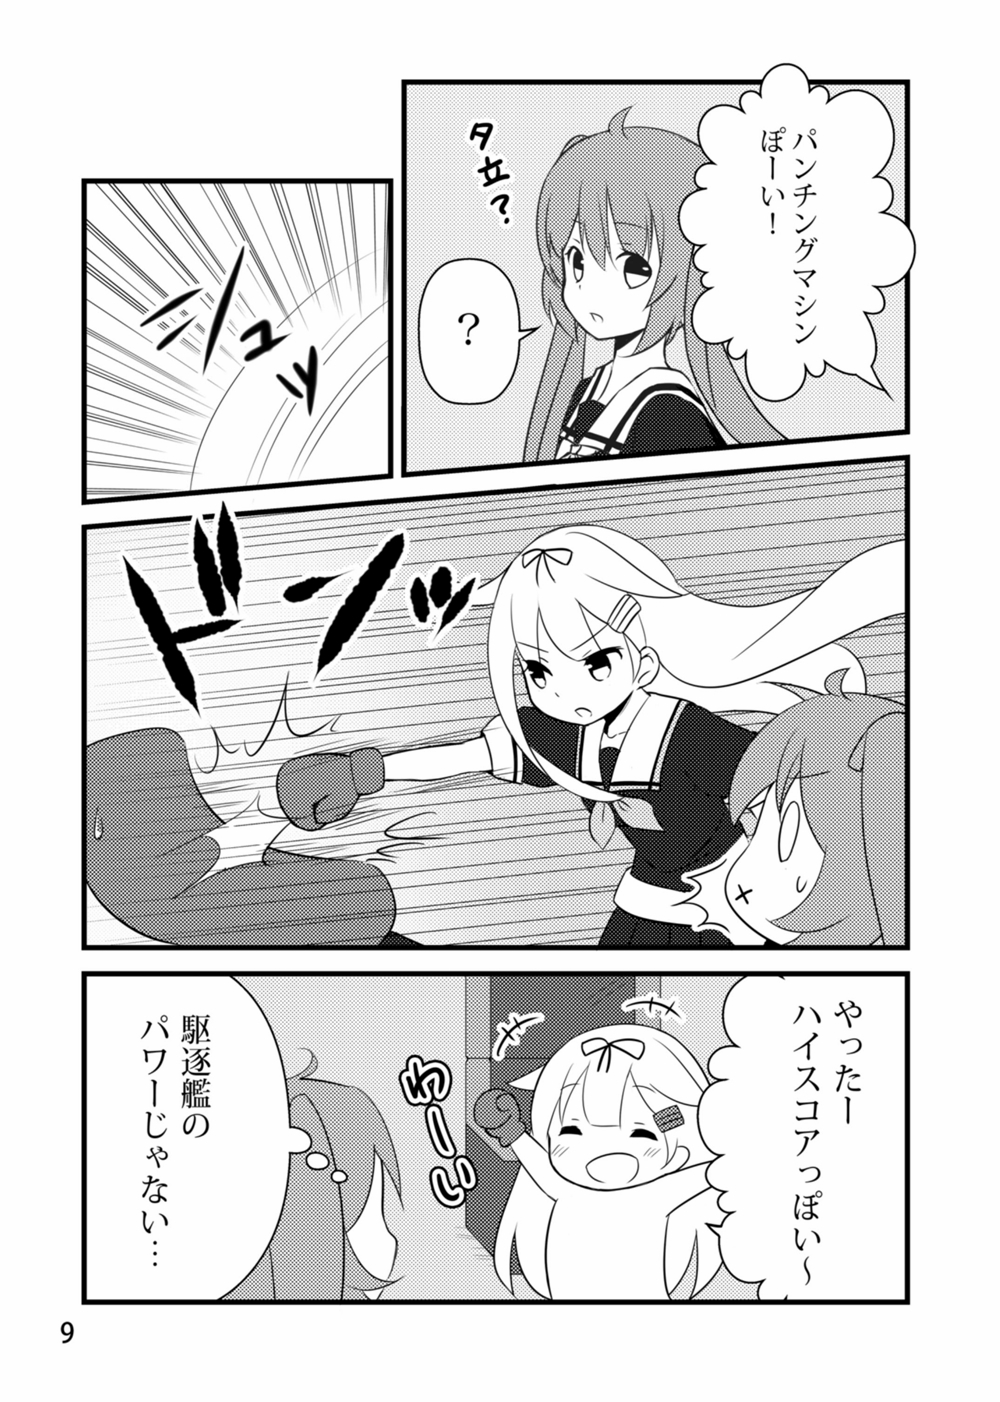 パンチングマシン
ぽーい！
夕立？
？
シュッ
ドンッ
やったー
ハイスコアっぽい～
わーい
駆逐艦の
パワーじゃない…
9